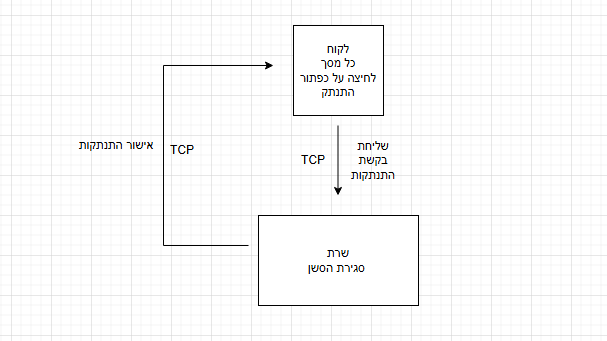 לקוח
כל מסך
לחיצה על כפתור
התנתק
אישור התנתקות
TCP
TCP
שליחת
בקשת
התנתקות
שרת
סגירת הסשן